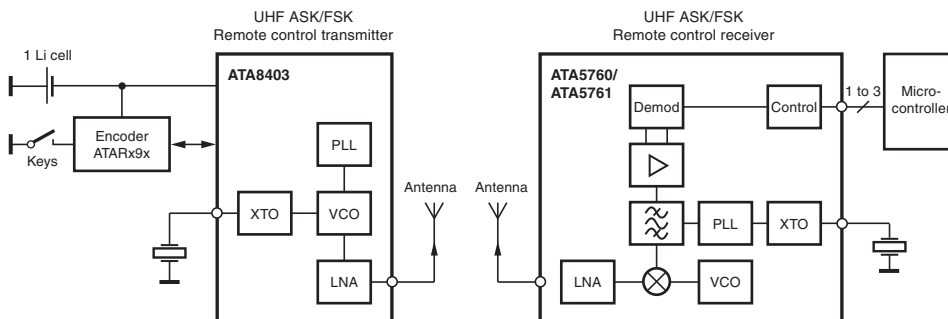 UHF ASK/FSK
Remote control transmitter
1 Li cell
ATA8403
Encoder
ATARx9x
Keys
PLL
XTO
VCO
LNA
Antenna
UHF ASK/FSK
Remote control receiver
ATA5760/
ATA5761
Demod
Control
1 to 3
Micro-
controller
Antenna
PLL
XTO
LNA
VCO